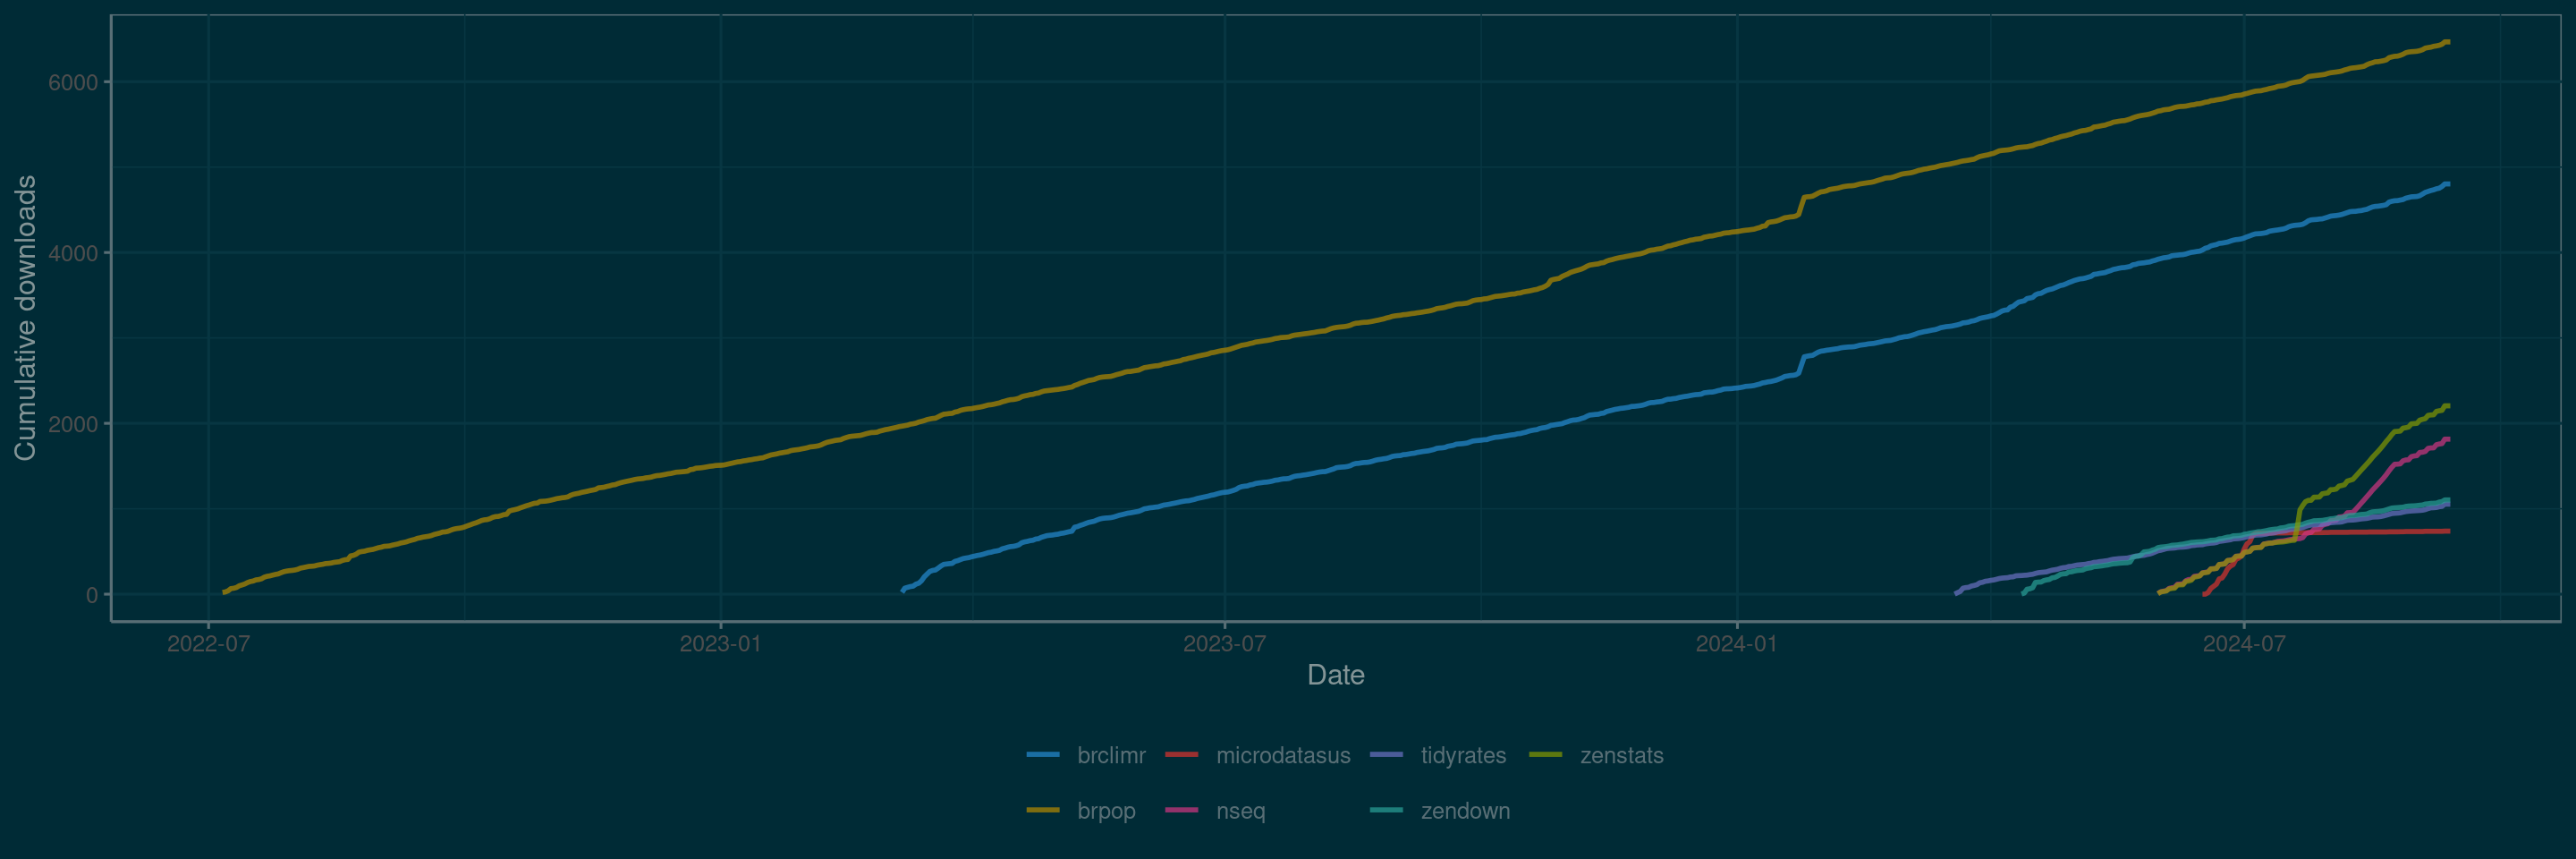 Cumulative downloads
6000
4000
2000
0
2022-07 2023-01 2023-07 2024-01 2024-07
Date
brclimr microdatasus tidyrates zenstats
brpop nseq zendown